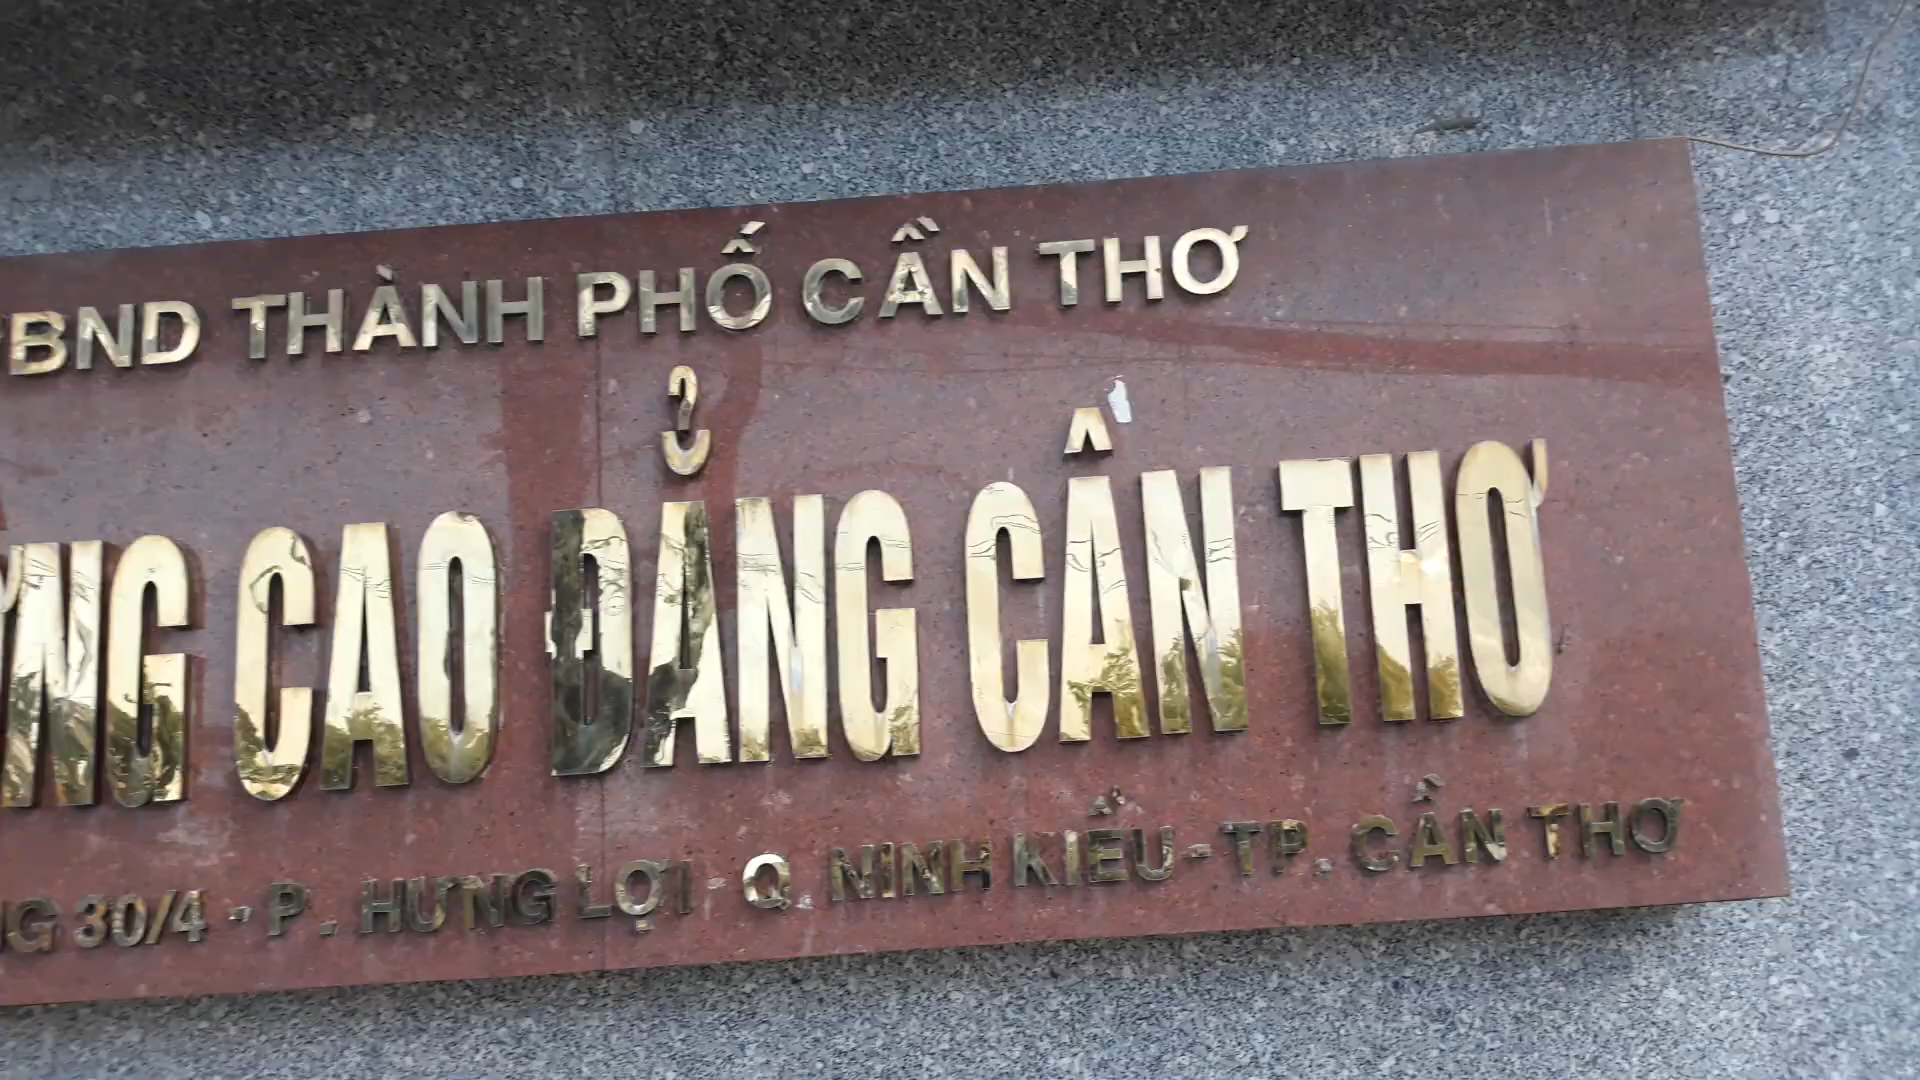 BND THÀNH PHỐ CẦN THƠ
ỜNG CAO ĐẲNG CẦN THƠ
NG 30/4 - P. HƯNG LỢI - Q. NINH KIỀU - TP. CẦN THƠ